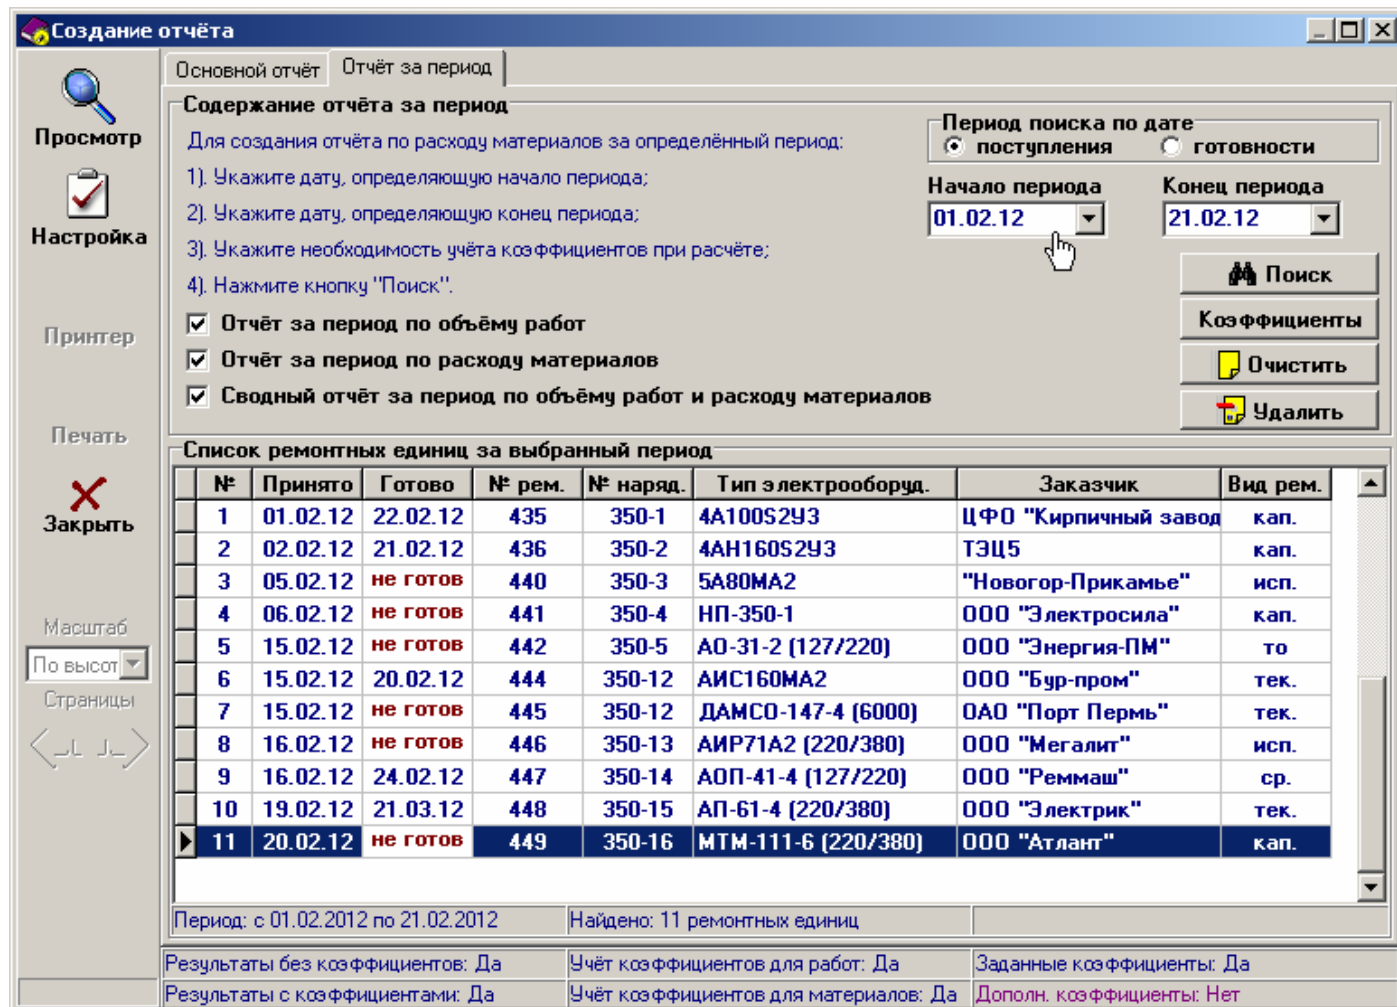 Создание отчёта
Просмотр
Настройка
Принтер
Печать
Закрыть
Масштаб
По высот
Страницы
Основной отчёт
Отчёт за период
Содержание отчёта за период
Для создания отчёта по расходу материалов за определённый период:
1). Укажите дату, определяющую начало периода;
2). Укажите дату, определяющую конец периода;
3). Укажите необходимость учёта коэффициентов при расчёте;
4). Нажмите кнопку "Поиск".
Отчёт за период по объёму работ
Отчёт за период по расходу материалов
Сводный отчёт за период по объёму работ и расходу материалов
Период поиска по дате
поступления готовности
Начало периода Конец периода
01.02.12 21.02.12
Поиск
Коэффициенты
Очистить
Удалить
Список ремонтных единиц за выбранный период
№ Принято Готово № рем. № наряд. Тип электрооборуд. Заказчик Вид рем.
1 01.02.12 22.02.12 435 350-1 4А100S2У3 ЦФО "Кирпичный завод кап.
2 02.02.12 21.02.12 436 350-2 4АН160S2У3 ТЭЦ5 кап.
3 05.02.12 не готов 440 350-3 5А80МА2 "Новогор-Прикамье" исп.
4 06.02.12 не готов 441 350-4 НП-350-1 ООО "Электросила" кап.
5 15.02.12 не готов 442 350-5 АО-31-2 (127/220) ООО "Энергия-ПМ" то
6 15.02.12 20.02.12 444 350-12 АИС160МА2 ООО "Бур-пром" тек.
7 15.02.12 не готов 445 350-12 ДАМСО-147-4 (6000) ОАО "Порт Пермь" тек.
8 16.02.12 не готов 446 350-13 АИР71А2 (220/380) ООО "Мегалит" исп.
9 16.02.12 24.02.12 447 350-14 АОП-41-4 (127/220) ООО "Реммаш" ср.
10 19.02.12 21.03.12 448 350-15 АП-61-4 (220/380) ООО "Электрик" тек.
11 20.02.12 не готов 449 350-16 МТМ-111-6 (220/380) ООО "Атлант" кап.
Период: с 01.02.2012 по 21.02.2012 Найдено: 11 ремонтных единиц
Результаты без коэффициентов: Да Учёт коэффициентов для работ: Да Заданные коэффициенты: Да
Результаты с коэффициентами: Да Учёт коэффициентов для материалов: Да Дополн. коэффициенты: Нет